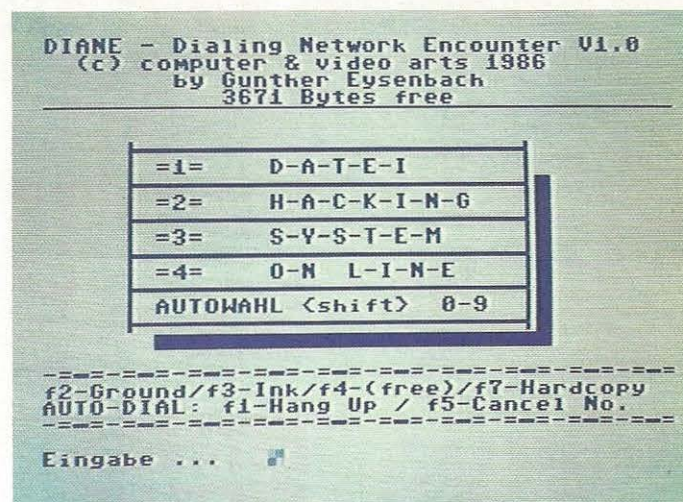 DIANE - Dialing Network Encounter V1.0
(c) computer & video arts 1986
by Gunther Eysenbach
3671 Bytes free
=1= D-A-T-E-I
=2= H-A-C-K-I-N-G
=3= S-Y-S-T-E-M
=4= O-N L-I-N-E
AUTOWAHL <shift> 0-9
f2-Ground/f3-Ink/f4-(free)/f7-Hardcopy
AUTO-DIAL: f1-Hang Up / f5-Cancel No.
Eingabe ...